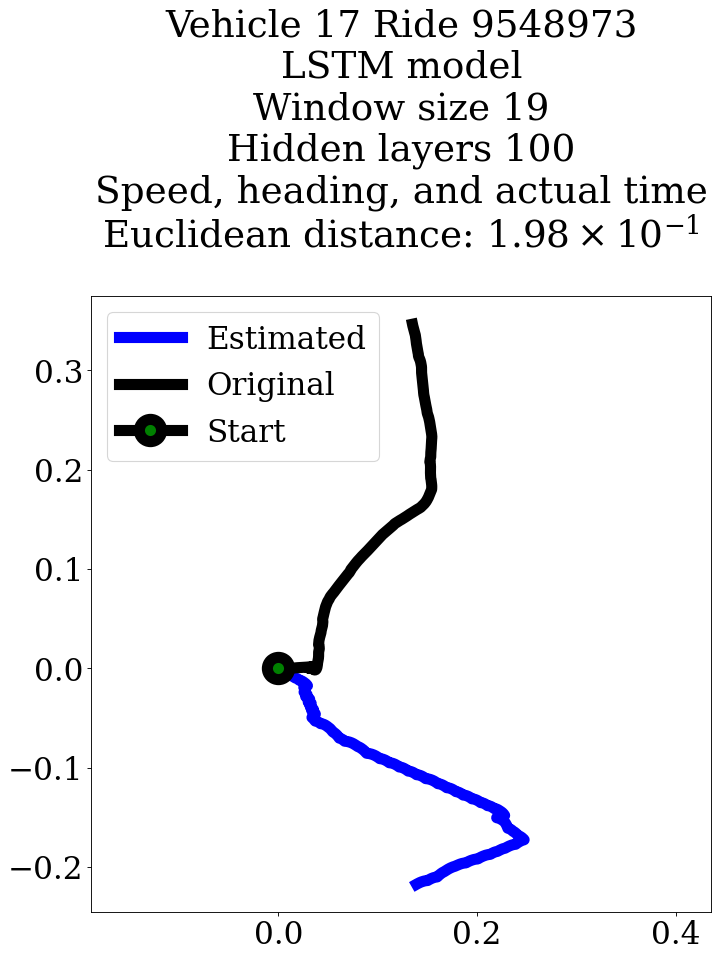 Vehicle 17 Ride 9548973
LSTM model
Window size 19
Hidden layers 100
Speed, heading, and actual time
Euclidean distance: 1.98 × 10⁻¹
Estimated
Original
Start
0.3
0.2
0.1
0.0
−0.1
−0.2
0.0 0.2 0.4